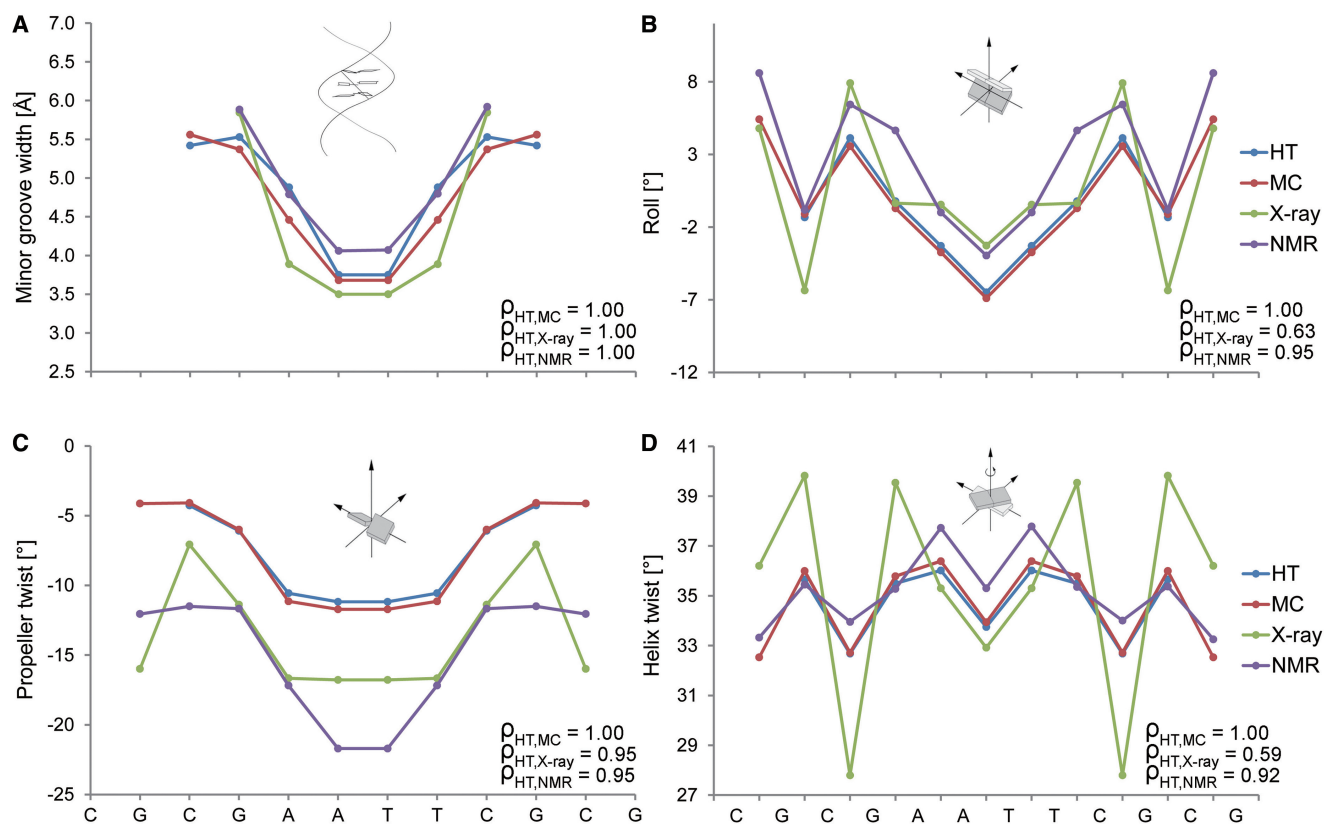 A
Minor groove width [Å]
7.0
6.5
6.0
5.5
5.0
4.5
4.0
3.5
3.0
2.5
ρHT,MC = 1.00
ρHT,X-ray = 1.00
ρHT,NMR = 1.00
B
Roll [°]
8
3
-2
-7
-12
HT
MC
X-ray
NMR
ρHT,MC = 1.00
ρHT,X-ray = 0.63
ρHT,NMR = 0.95
C
Propeller twist [°]
0
-5
-10
-15
-20
-25
ρHT,MC = 1.00
ρHT,X-ray = 0.95
ρHT,NMR = 0.95
C G C G A A T T C G C G
D
Helix twist [°]
41
39
37
35
33
31
29
27
HT
MC
X-ray
NMR
ρHT,MC = 1.00
ρHT,X-ray = 0.59
ρHT,NMR = 0.92
C G C G A A T T C G C G